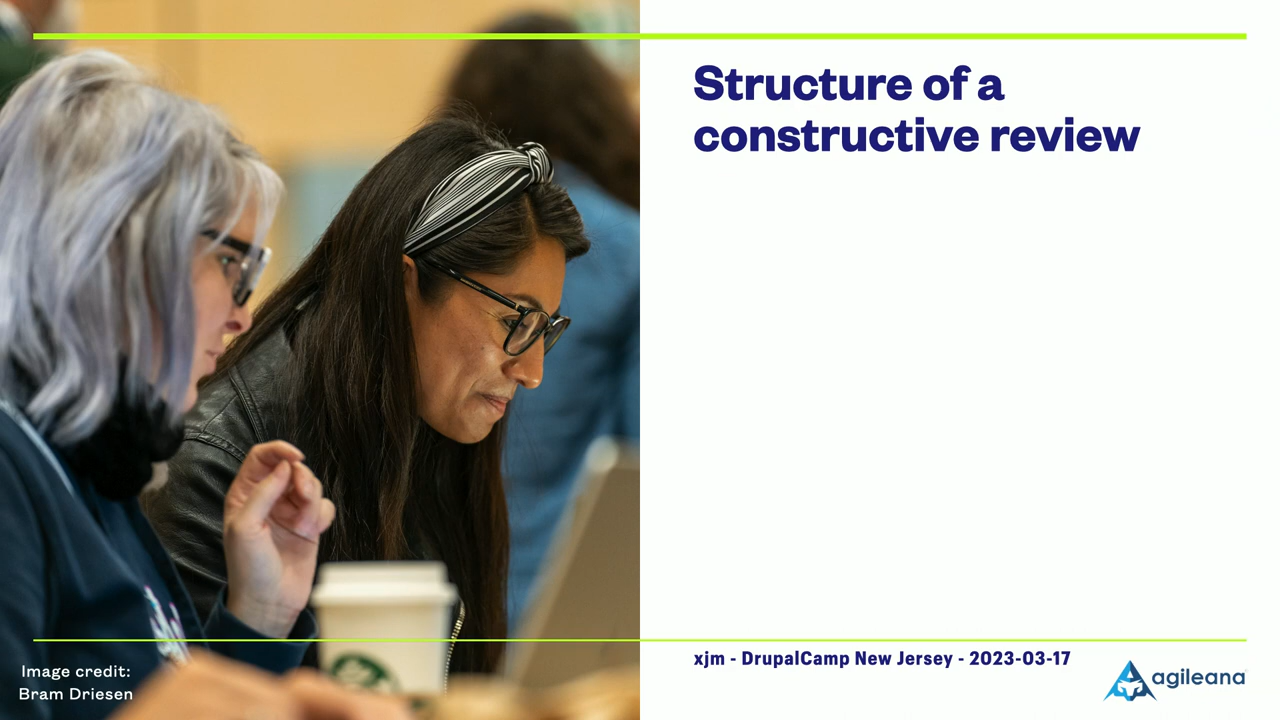 Structure of a
constructive review
Image credit:
Bram Driesen
xjm - DrupalCamp New Jersey - 2023-03-17
agileana